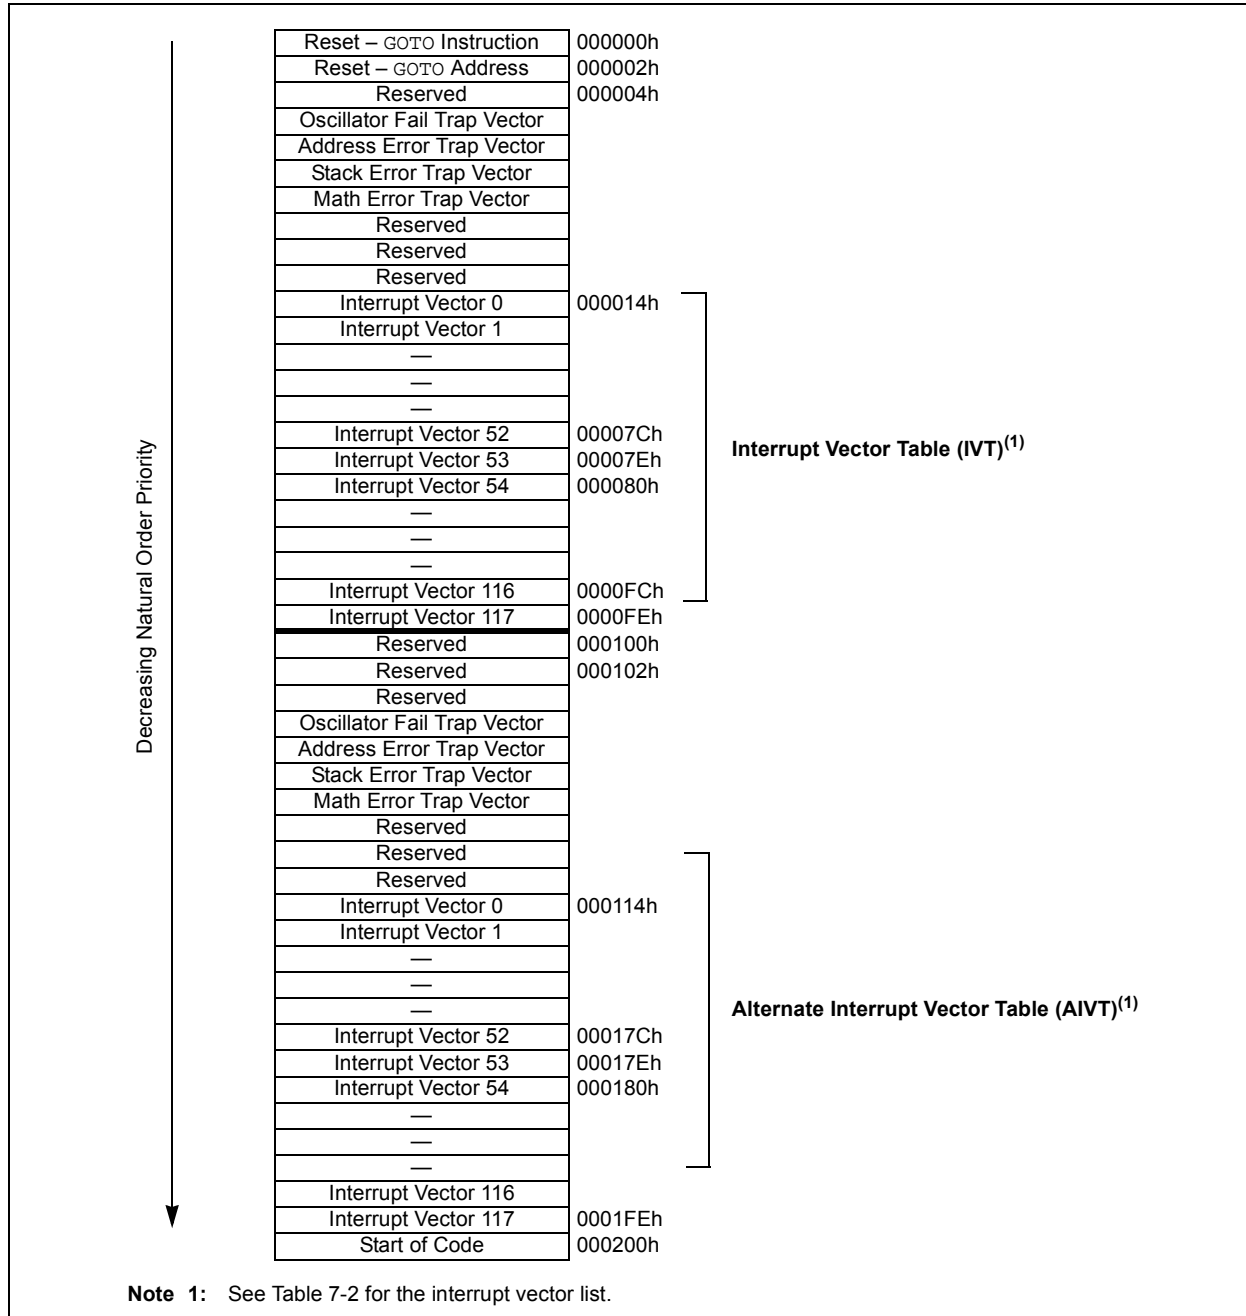 Reset – GOTO Instruction 000000h
Reset – GOTO Address 000002h
Reserved 000004h
Oscillator Fail Trap Vector
Address Error Trap Vector
Stack Error Trap Vector
Math Error Trap Vector
Reserved
Reserved
Reserved
Interrupt Vector 0 000014h
Interrupt Vector 1
—
—
—
Interrupt Vector 52 00007Ch
Interrupt Vector 53 00007Eh
Interrupt Vector 54 000080h
—
—
—
Interrupt Vector 116 0000FCh
Interrupt Vector 117 0000FEh
Reserved 000100h
Reserved 000102h
Reserved
Oscillator Fail Trap Vector
Address Error Trap Vector
Stack Error Trap Vector
Math Error Trap Vector
Reserved
Reserved
Reserved
Interrupt Vector 0 000114h
Interrupt Vector 1
—
—
—
Interrupt Vector 52 00017Ch
Interrupt Vector 53 00017Eh
Interrupt Vector 54 000180h
—
—
—
Interrupt Vector 116
Interrupt Vector 117 0001FEh
Start of Code 000200h
Decreasing Natural Order Priority
Interrupt Vector Table (IVT)(1)
Alternate Interrupt Vector Table (AIVT)(1)
Note 1: See Table 7-2 for the interrupt vector list.